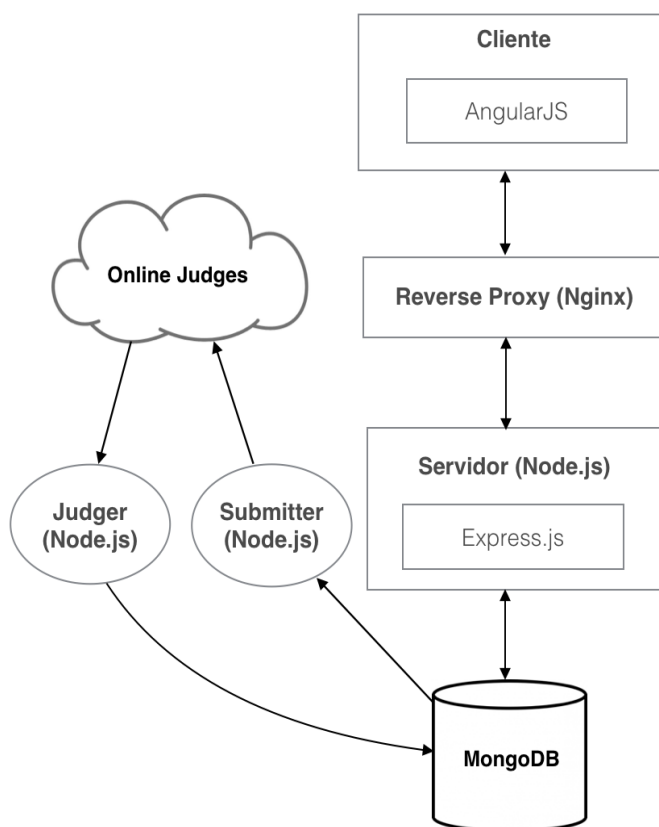 Cliente
AngularJS
Online Judges
Reverse Proxy (Nginx)
Servidor (Node.js)
Express.js
Judger
(Node.js)
Submitter
(Node.js)
MongoDB